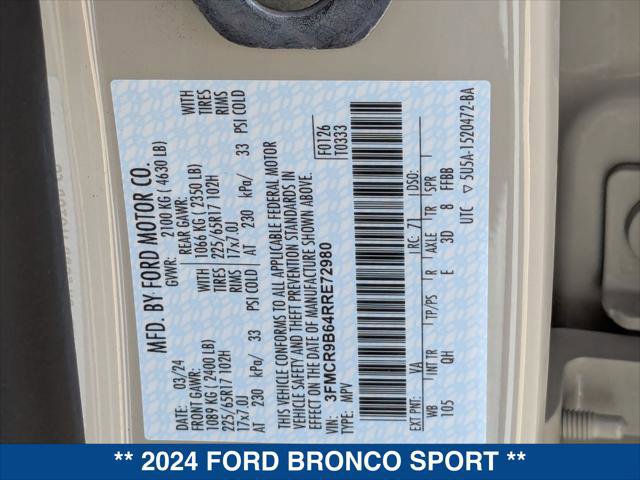 MFD. BY FORD MOTOR CO.
DATE: 03/24
GVWR: 2100 KG ( 4630 LB)
FRONT GAWR:
1089 KG ( 2400 LB)
225/65R17 102H
17x7.0J
AT 230 kPa/ 33 PSI COLD
REAR GAWR:
1066 KG ( 2350 LB)
225/65R17 102H
17x7.0J
AT 230 kPa/ 33 PSI COLD
WITH
TIRES
RIMS
WITH
TIRES
RIMS
THIS VEHICLE CONFORMS TO ALL APPLICABLE FEDERAL MOTOR
VEHICLE SAFETY AND THEFT PREVENTION STANDARDS IN
EFFECT ON THE DATE OF MANUFACTURE SHOWN ABOVE.
VIN: 3FMCR9B64RRE72980
TYPE: MPV
F0126
T0333
EXT PNT: YA RC: 71 DSO:
WB INT TR TP/PS R AXLE TR SPR
105 QH E 3D 8 FFBB
UTC 5U5A-1520472-BA
** 2024 FORD BRONCO SPORT **